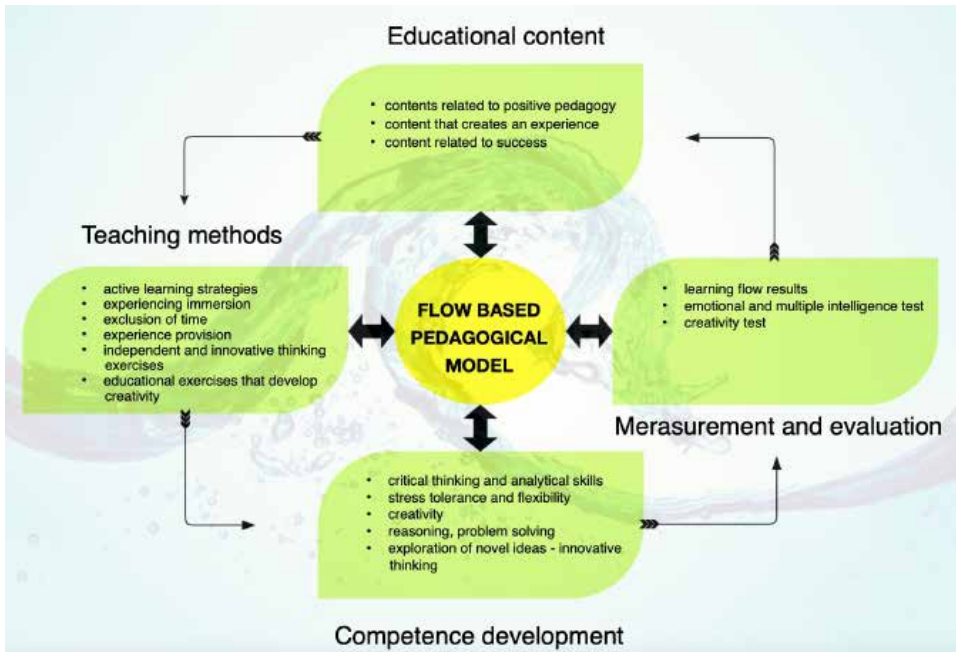 Educational content
• contents related to positive pedagogy
• content that creates an experience
• content related to success
Teaching methods
• active learning strategies
• experiencing immersion
• exclusion of time
• experience provision
• independent and innovative thinking
exercises
• educational exercises that develop
creativity
FLOW BASED
PEDAGOGICAL
MODEL
• learning flow results
• emotional and multiple intelligence test
• creativity test
Merasurement and evaluation
• critical thinking and analytical skills
• stress tolerance and flexibility
• creativity
• reasoning, problem solving
• exploration of novel ideas - innovative
thinking
Competence development